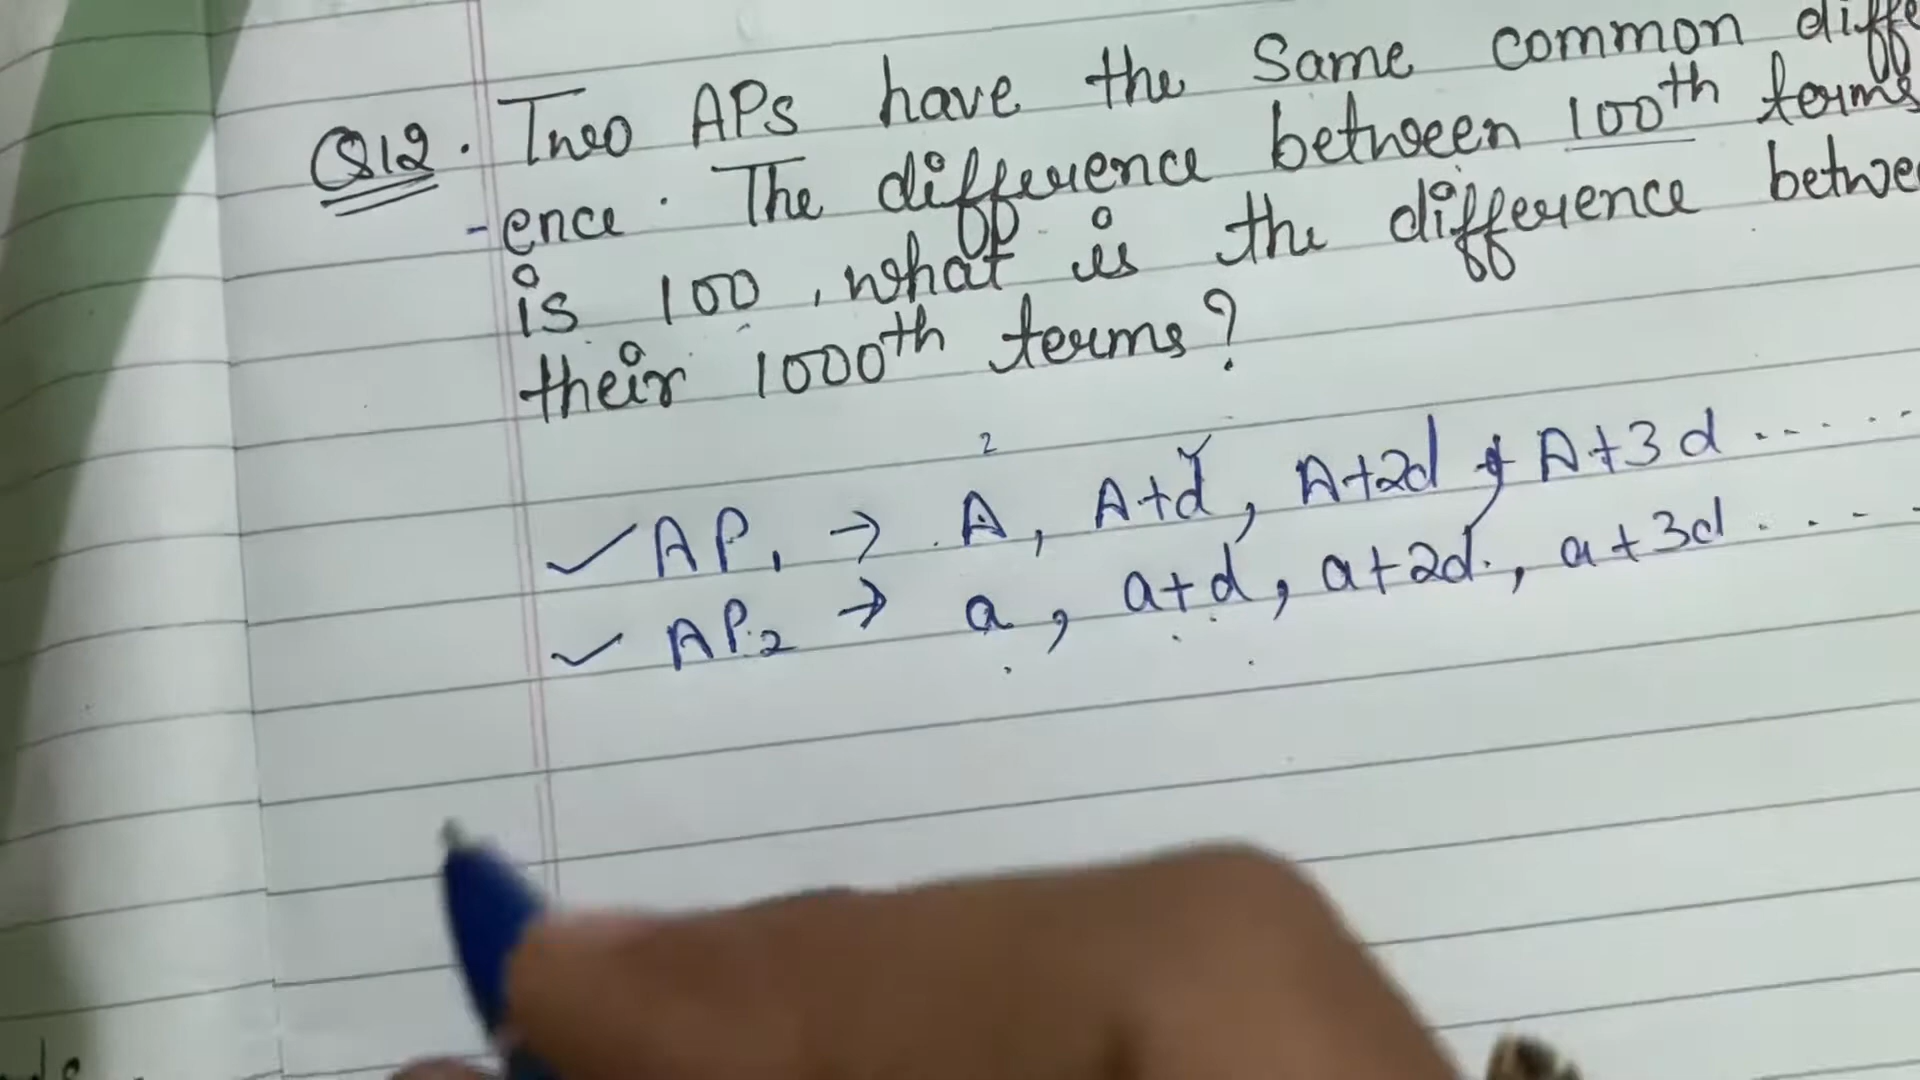 Q12. Two APs have the Same common diffe
-ence. The difference between 100th terms
is 100, what is the difference betwe
their 1000th terms?
2
✓ AP₁ → A, A+d, A+2d, A+3d .....
✓ AP₂ → a, a+d, a+2d, a+3d ....